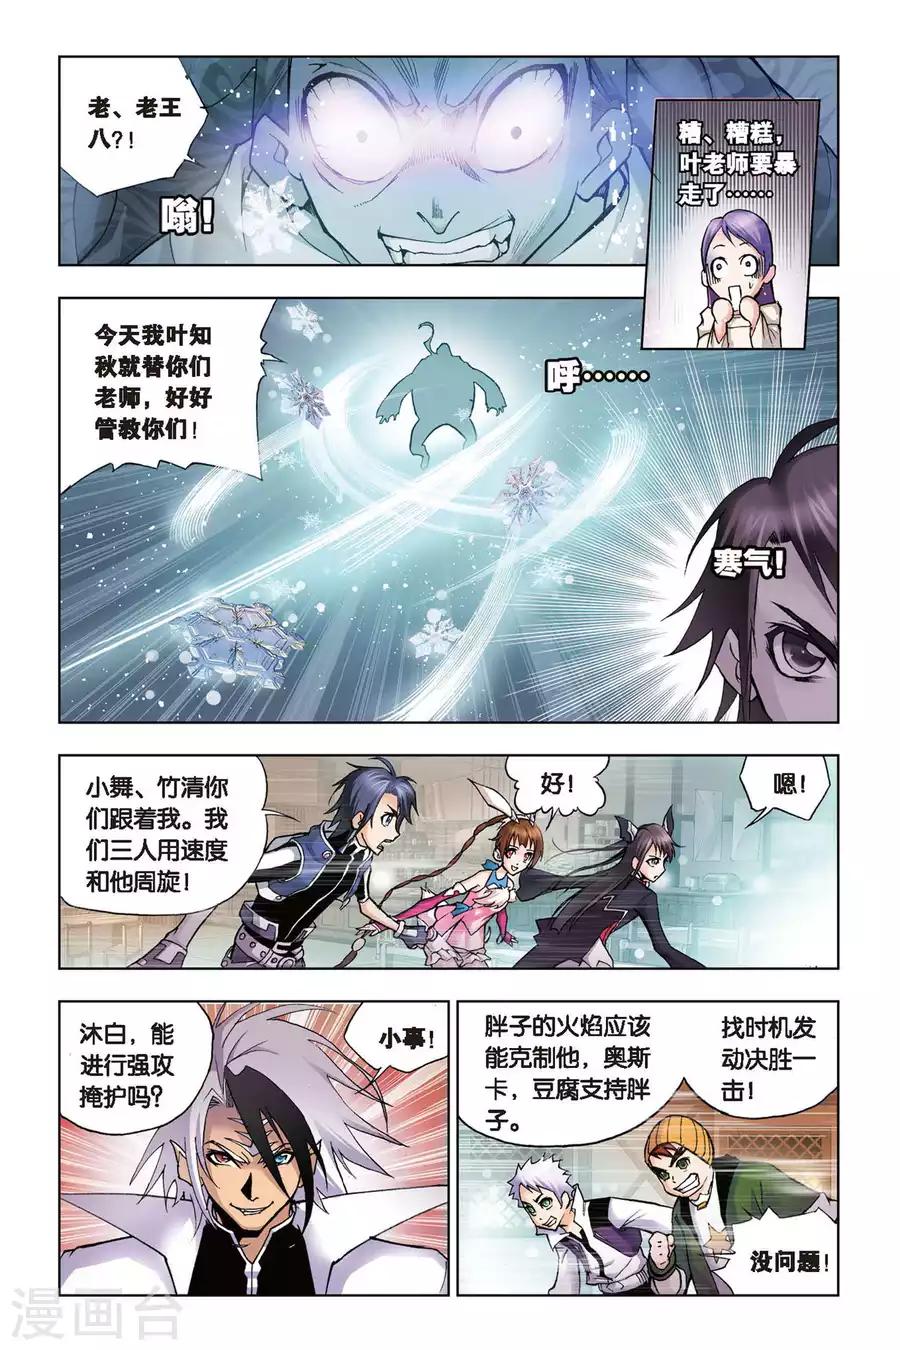 老、老王
八?!
嗡!
糟、糟糕,
叶老师要暴
走了……
今天我叶知
秋就替你们
老师,好好
管教你们!
呼……
寒气!
小舞、竹清你
们跟着我。我
们三人用速度
和他周旋!
好!
嗯!
沐白,能
进行强攻
掩护吗?
小事!
胖子的火焰应该
能克制他,奥斯
卡,豆腐支持胖
子。
找时机发
动决胜一
击!
没问题!
漫画台